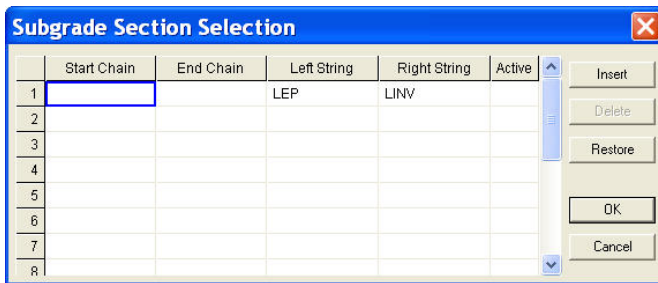 Subgrade Section Selection
Start Chain End Chain Left String Right String Active
Insert
1 LEP LINV
2
Delete
3
Restore
4
5
6
OK
7
Cancel
8